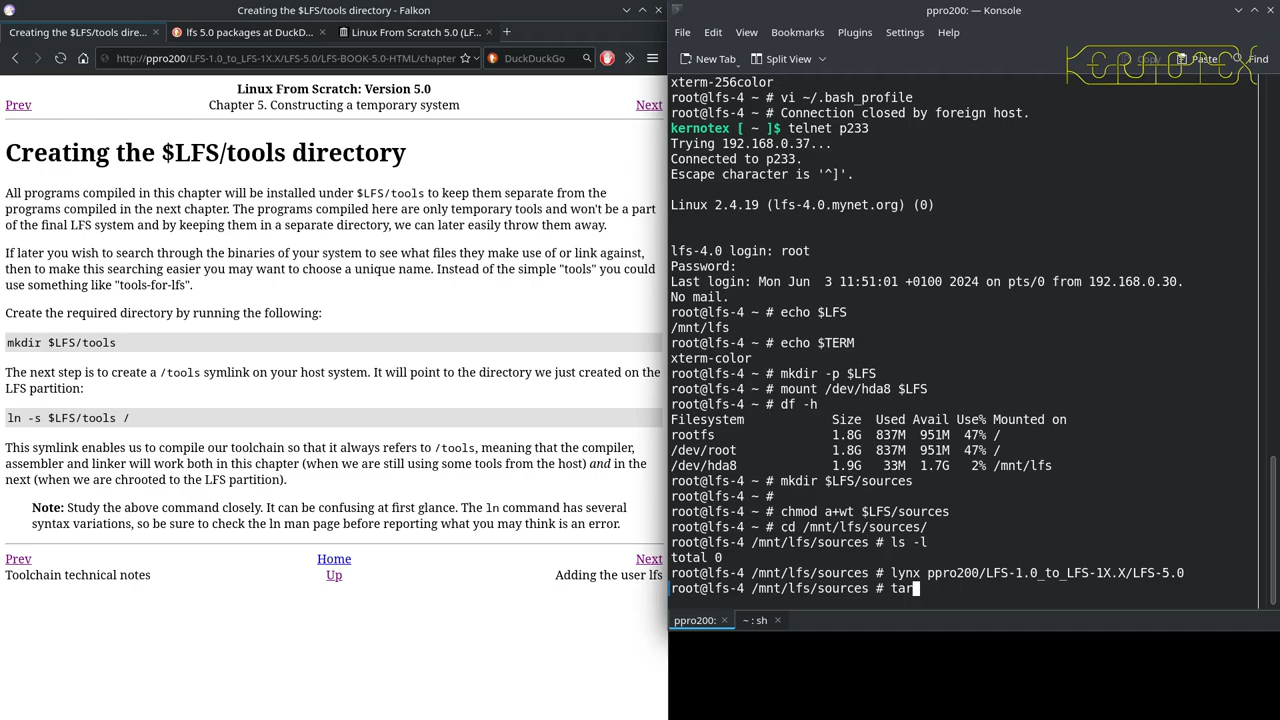 Creating the $LFS/tools directory - Falkon
Creating the $LFS/tools dire...
lfs 5.0 packages at DuckD...
Linux From Scratch 5.0 (LF...
http://ppro200/LFS-1.0_to_LFS-1X.X/LFS-5.0/LFS-BOOK-5.0-HTML/chapter
DuckDuckGo
Linux From Scratch: Version 5.0
Prev Chapter 5. Constructing a temporary system Next
Creating the $LFS/tools directory
All programs compiled in this chapter will be installed under $LFS/tools to keep them separate from the
programs compiled in the next chapter. The programs compiled here are only temporary tools and won't be a part
of the final LFS system and by keeping them in a separate directory, we can later easily throw them away.
If later you wish to search through the binaries of your system to see what files they make use of or link against,
then to make this searching easier you may want to choose a unique name. Instead of the simple "tools" you could
use something like "tools-for-lfs".
Create the required directory by running the following:
mkdir $LFS/tools
The next step is to create a /tools symlink on your host system. It will point to the directory we just created on the
LFS partition:
ln -s $LFS/tools /
This symlink enables us to compile our toolchain so that it always refers to /tools, meaning that the compiler,
assembler and linker will work both in this chapter (when we are still using some tools from the host) and in the
next (when we are chrooted to the LFS partition).
Note: Study the above command closely. It can be confusing at first glance. The ln command has several
syntax variations, so be sure to check the ln man page before reporting what you may think is an error.
Prev Home Next
Toolchain technical notes Up Adding the user lfs
ppro200: — Konsole
File Edit View Bookmarks Plugins Settings Help
New Tab Split View Copy Paste Find
KERNOTEX
xterm-256color
root@lfs-4 ~ # vi ~/.bash_profile
root@lfs-4 ~ # Connection closed by foreign host.
kernotex [ ~ ]$ telnet p233
Trying 192.168.0.37...
Connected to p233.
Escape character is '^]'.
Linux 2.4.19 (lfs-4.0.mynet.org) (0)
lfs-4.0 login: root
Password:
Last login: Mon Jun  3 11:51:01 +0100 2024 on pts/0 from 192.168.0.30.
No mail.
root@lfs-4 ~ # echo $LFS
/mnt/lfs
root@lfs-4 ~ # echo $TERM
xterm-color
root@lfs-4 ~ # mkdir -p $LFS
root@lfs-4 ~ # mount /dev/hda8 $LFS
root@lfs-4 ~ # df -h
Filesystem            Size  Used Avail Use% Mounted on
rootfs                1.8G  837M  951M  47% /
/dev/root             1.8G  837M  951M  47% /
/dev/hda8             1.9G   33M  1.7G   2% /mnt/lfs
root@lfs-4 ~ # mkdir $LFS/sources
root@lfs-4 ~ #
root@lfs-4 ~ # chmod a+wt $LFS/sources
root@lfs-4 ~ # cd /mnt/lfs/sources/
root@lfs-4 /mnt/lfs/sources # ls -l
total 0
root@lfs-4 /mnt/lfs/sources # lynx ppro200/LFS-1.0_to_LFS-1X.X/LFS-5.0
root@lfs-4 /mnt/lfs/sources # tar
ppro200:
~ : sh